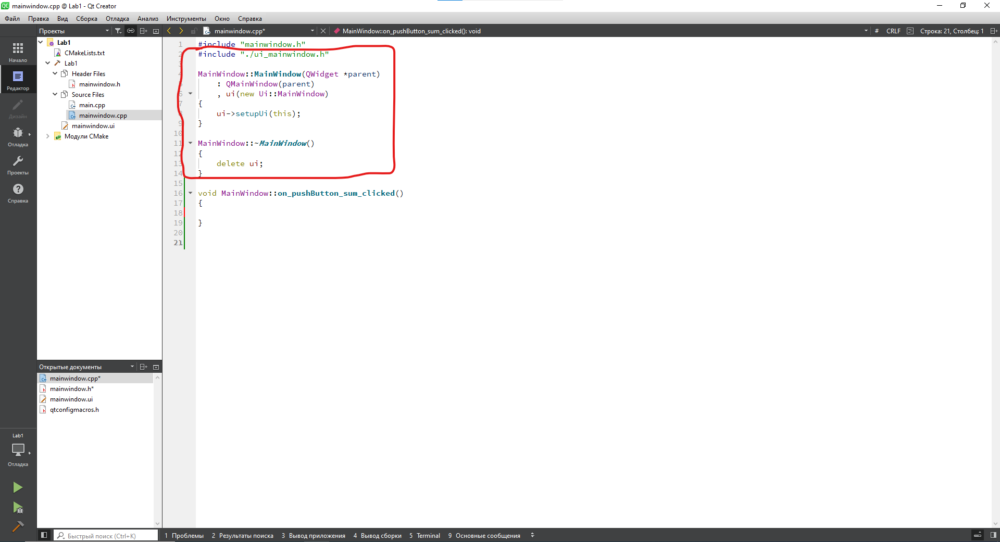 mainwindow.cpp @ Lab1 - Qt Creator
Файл Правка Вид Сборка Отладка Анализ Инструменты Окно Справка
Проекты
mainwindow.cpp*
MainWindow::on_pushButton_sum_clicked(): void
# CRLF Строка: 21, Столбец: 1
Начало
Редактор
Дизайн
Отладка
Проекты
Справка
Lab1
CMakeLists.txt
Lab1
Header Files
mainwindow.h
Source Files
main.cpp
mainwindow.cpp
mainwindow.ui
Модули CMake
1 #include "mainwindow.h"
2 #include "./ui_mainwindow.h"
3
4 MainWindow::MainWindow(QWidget *parent)
5 : QMainWindow(parent)
6 , ui(new Ui::MainWindow)
7 {
8 ui->setupUi(this);
9 }
10
11 MainWindow::~MainWindow()
12 {
13 delete ui;
14 }
15
16 void MainWindow::on_pushButton_sum_clicked()
17 {
18
19 }
20
21
Открытые документы
mainwindow.cpp*
mainwindow.h*
mainwindow.ui
qtconfigmacros.h
Lab1
Отладка
Быстрый поиск (Ctrl+K)
1 Проблемы 2 Результаты поиска 3 Вывод приложения 4 Вывод сборки 5 Terminal 9 Основные сообщения